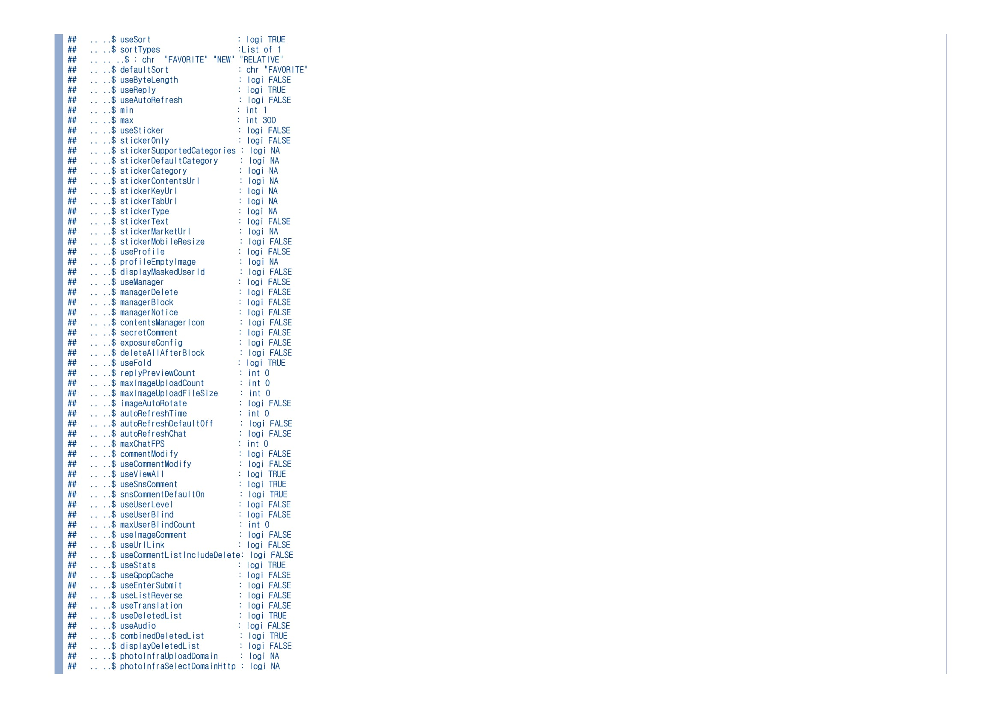 ##   .. ..$ useSort                   : logi TRUE
##   .. ..$ sortTypes                 :List of 1
##   .. .. ..$ : chr  "FAVORITE" "NEW" "RELATIVE"
##   .. ..$ defaultSort               : chr "FAVORITE"
##   .. ..$ useByteLength             : logi FALSE
##   .. ..$ useReply                  : logi TRUE
##   .. ..$ useAutoRefresh            : logi FALSE
##   .. ..$ min                       : int 1
##   .. ..$ max                       : int 300
##   .. ..$ useSticker                : logi FALSE
##   .. ..$ stickerOnly               : logi FALSE
##   .. ..$ stickerSupportedCategories : logi NA
##   .. ..$ stickerDefaultCategory    : logi NA
##   .. ..$ stickerCategory           : logi NA
##   .. ..$ stickerContentsUrl        : logi NA
##   .. ..$ stickerKeyUrl             : logi NA
##   .. ..$ stickerTabUrl             : logi NA
##   .. ..$ stickerType               : logi NA
##   .. ..$ stickerText               : logi FALSE
##   .. ..$ stickerMarketUrl          : logi NA
##   .. ..$ stickerMobileResize       : logi FALSE
##   .. ..$ useProfile                : logi FALSE
##   .. ..$ profileEmptyImage         : logi NA
##   .. ..$ displayMaskedUserId       : logi FALSE
##   .. ..$ useManager                : logi FALSE
##   .. ..$ managerDelete             : logi FALSE
##   .. ..$ managerBlock              : logi FALSE
##   .. ..$ managerNotice             : logi FALSE
##   .. ..$ contentsManagerIcon       : logi FALSE
##   .. ..$ secretComment             : logi FALSE
##   .. ..$ exposureConfig            : logi FALSE
##   .. ..$ deleteAllAfterBlock       : logi FALSE
##   .. ..$ useFold                   : logi TRUE
##   .. ..$ replyPreviewCount         : int 0
##   .. ..$ maxImageUploadCount       : int 0
##   .. ..$ maxImageUploadFileSize    : int 0
##   .. ..$ imageAutoRotate           : logi FALSE
##   .. ..$ autoRefreshTime           : int 0
##   .. ..$ autoRefreshDefaultOff     : logi FALSE
##   .. ..$ autoRefreshChat           : logi FALSE
##   .. ..$ maxChatFPS                : int 0
##   .. ..$ commentModify             : logi FALSE
##   .. ..$ useCommentModify          : logi FALSE
##   .. ..$ useViewAll                : logi TRUE
##   .. ..$ useSnsComment             : logi TRUE
##   .. ..$ snsCommentDefaultOn       : logi TRUE
##   .. ..$ useUserLevel              : logi FALSE
##   .. ..$ useUserBlind              : logi FALSE
##   .. ..$ maxUserBlindCount         : int 0
##   .. ..$ useImageComment           : logi FALSE
##   .. ..$ useUrlLink                : logi FALSE
##   .. ..$ useCommentListIncludeDelete: logi FALSE
##   .. ..$ useStats                  : logi TRUE
##   .. ..$ useGpopCache              : logi FALSE
##   .. ..$ useEnterSubmit            : logi FALSE
##   .. ..$ useListReverse            : logi FALSE
##   .. ..$ useTranslation            : logi FALSE
##   .. ..$ useDeletedList            : logi TRUE
##   .. ..$ useAudio                  : logi FALSE
##   .. ..$ combinedDeletedList       : logi TRUE
##   .. ..$ displayDeletedList        : logi FALSE
##   .. ..$ photoInfraUploadDomain    : logi NA
##   .. ..$ photoInfraSelectDomainHttp : logi NA